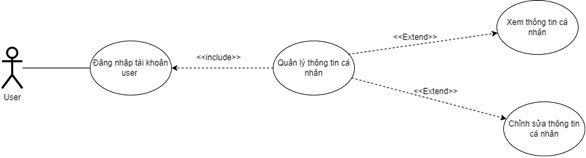 User
Đăng nhập tài khoản
user
<<include>>
Quản lý thông tin cá
nhân
<<Extend>>
Xem thông tin cá
nhân
<<Extend>>
Chỉnh sửa thông tin
cá nhân